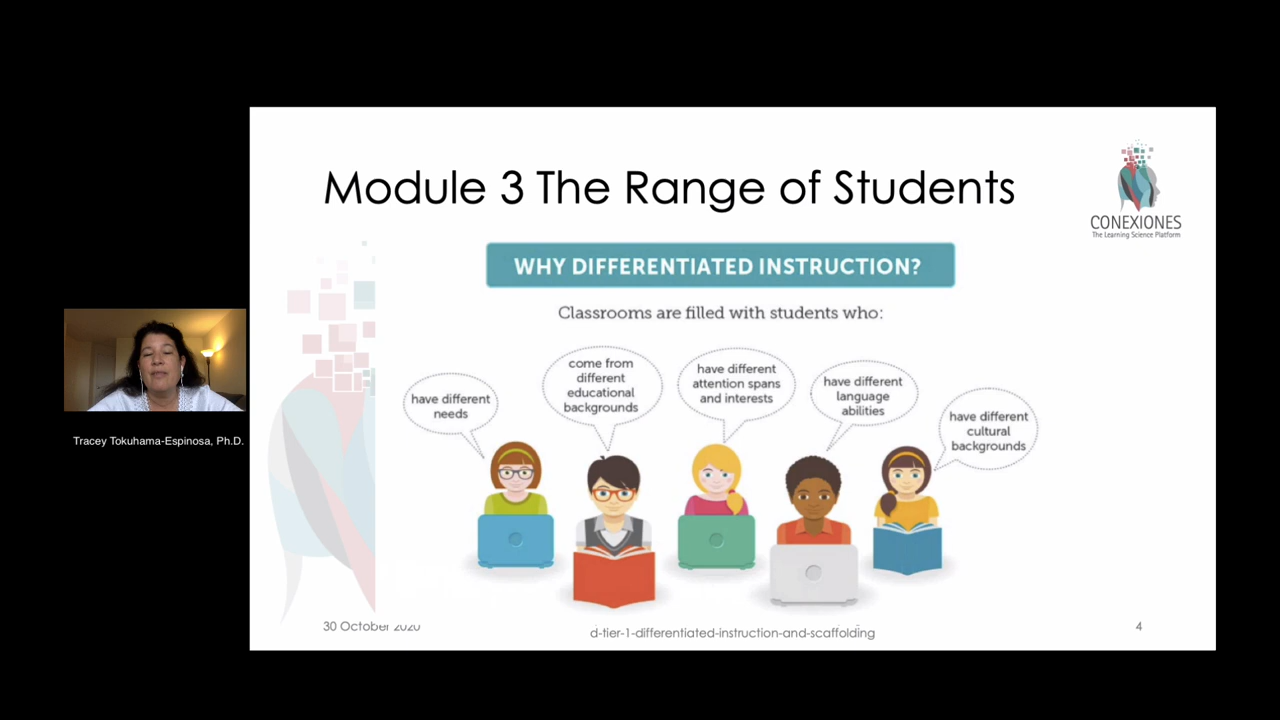 Module 3 The Range of Students
CONEXIONES
The Learning Science Platform
WHY DIFFERENTIATED INSTRUCTION?
Classrooms are filled with students who:
have different
needs
come from
different
educational
backgrounds
have different
attention spans
and interests
have different
language
abilities
have different
cultural
backgrounds
Tracey Tokuhama-Espinosa, Ph.D.
30 October 2020
d-tier-1-differentiated-instruction-and-scaffolding
4